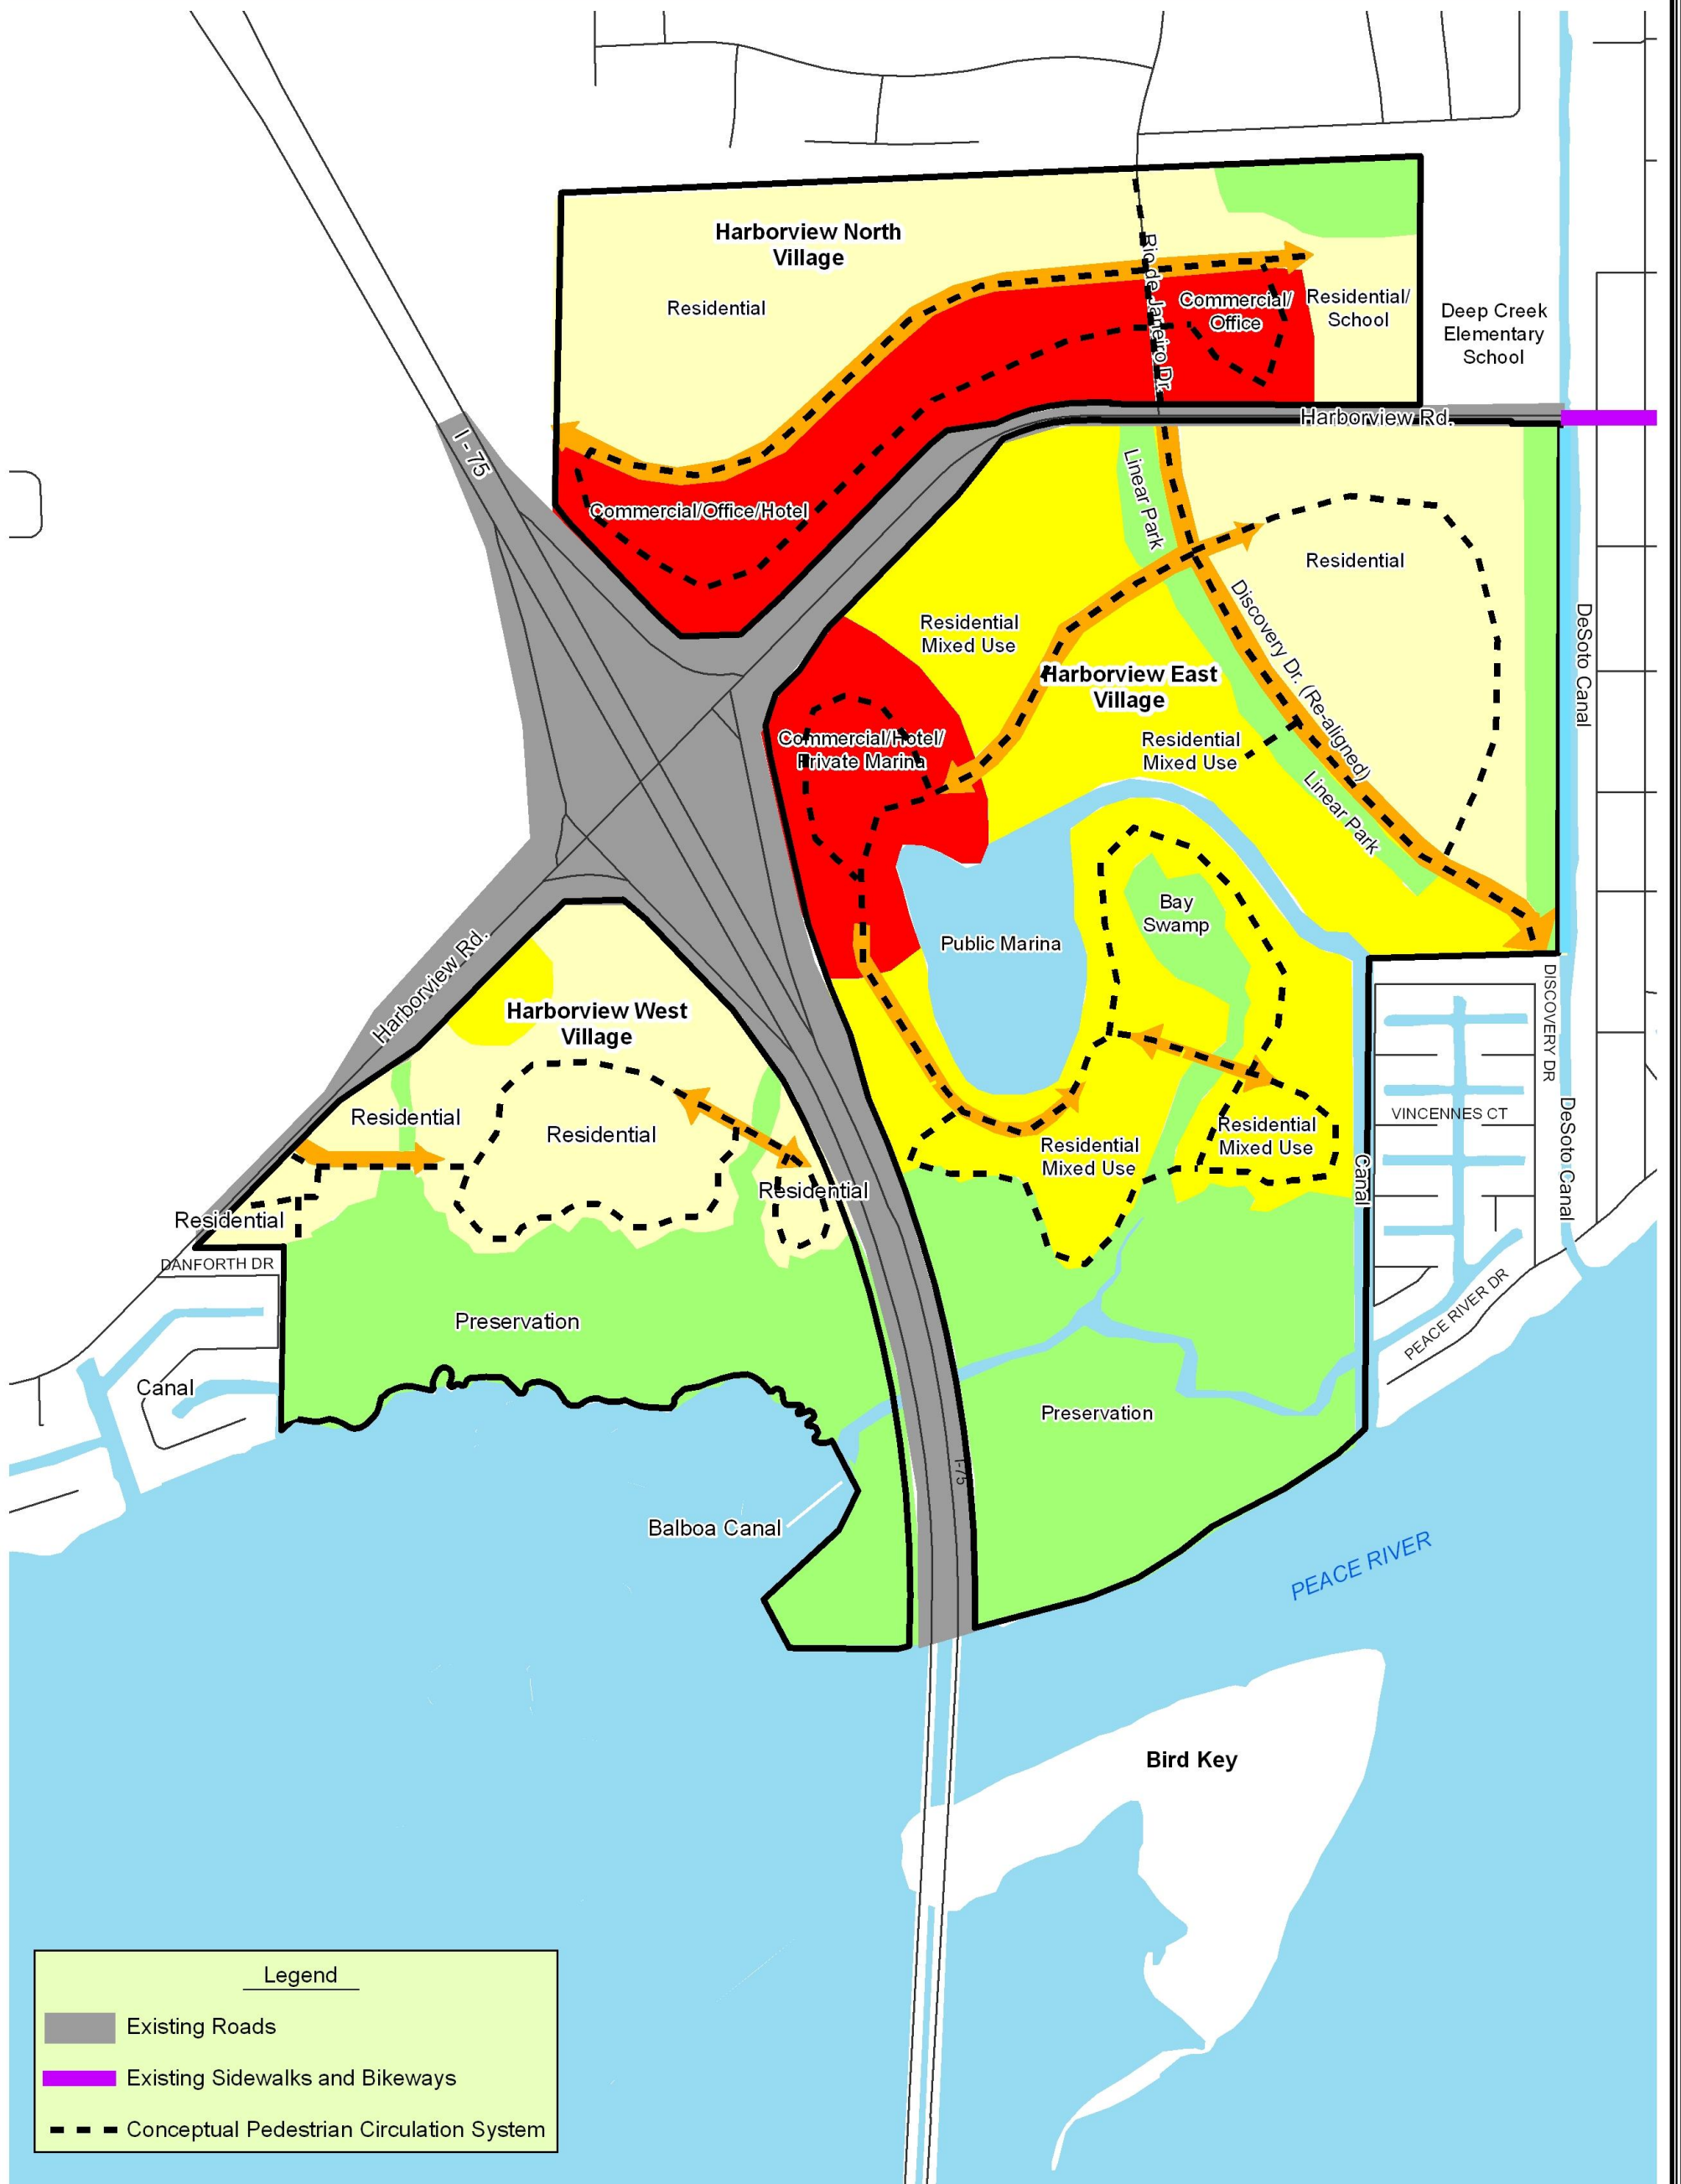 Harborview North
Village
Residential
Rio de Janeiro Dr.
Commercial/
Office
Residential/
School
Deep Creek
Elementary
School
I - 75
Harborview Rd.
Commercial/Office/Hotel
Linear Park
Residential
Residential
Mixed Use
Discovery Dr. (Re-aligned)
DeSoto Canal
Harborview East
Village
Commercial/Hotel/
Private Marina
Residential
Mixed Use
Linear Park
Bay
Swamp
Public Marina
Harborview Rd.
Harborview West
Village
DISCOVERY DR
Residential
Residential
Residential
Mixed Use
Residential
Mixed Use
VINCENNES CT
DeSoto Canal
Canal
Residential
Residential
DANFORTH DR
Preservation
PEACE RIVER DR
Canal
Preservation
I-75
Balboa Canal
PEACE RIVER
Bird Key
Legend
Existing Roads
Existing Sidewalks and Bikeways
Conceptual Pedestrian Circulation System